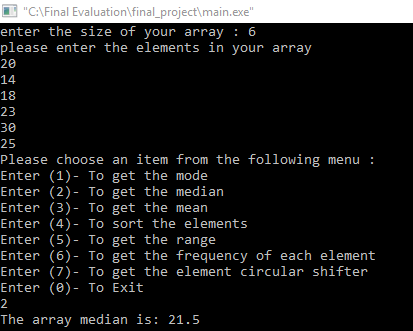 "C:\Final Evaluation\final_project\main.exe"
enter the size of your array : 6
please enter the elements in your array
20
14
18
23
30
25
Please choose an item from the following menu :
Enter (1)- To get the mode
Enter (2)- To get the median
Enter (3)- To get the mean
Enter (4)- To sort the elements
Enter (5)- To get the range
Enter (6)- To get the frequency of each element
Enter (7)- To get the element circular shifter
Enter (0)- To Exit
2
The array median is: 21.5